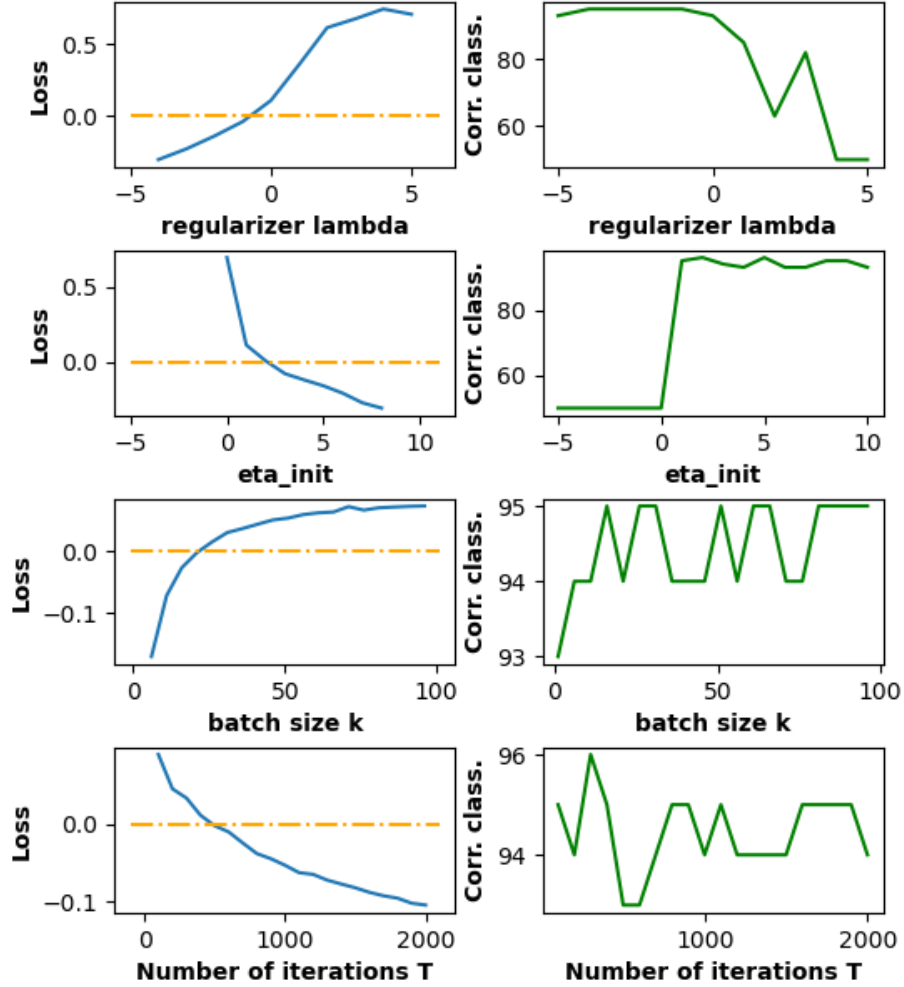 0.5
0.0
Loss
−5 0 5
regularizer lambda
80
60
Corr. class.
−5 0 5
regularizer lambda
0.5
0.0
Loss
−5 0 5 10
eta_init
80
60
Corr. class.
−5 0 5 10
eta_init
0.0
−0.1
Loss
0 50 100
batch size k
95
94
93
Corr. class.
0 50 100
batch size k
0.0
−0.1
Loss
0 1000 2000
Number of iterations T
96
94
Corr. class.
1000 2000
Number of iterations T